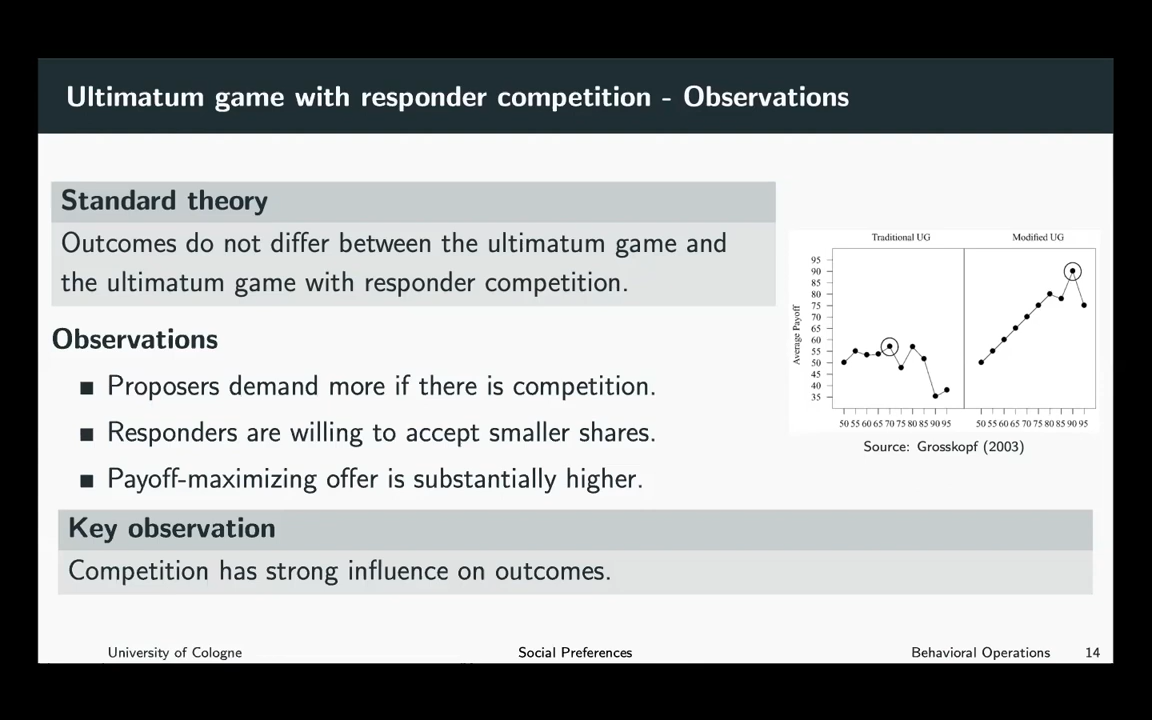 Ultimatum game with responder competition - Observations
Standard theory
Outcomes do not differ between the ultimatum game and
the ultimatum game with responder competition.
Observations
■ Proposers demand more if there is competition.
■ Responders are willing to accept smaller shares.
■ Payoff-maximizing offer is substantially higher.
Traditional UG Modified UG
Average Payoff
95
90
85
80
75
70
65
60
55
50
45
40
35
50 55 60 65 70 75 80 85 90 95 50 55 60 65 70 75 80 85 90 95
Source: Grosskopf (2003)
Key observation
Competition has strong influence on outcomes.
University of Cologne Social Preferences Behavioral Operations 14